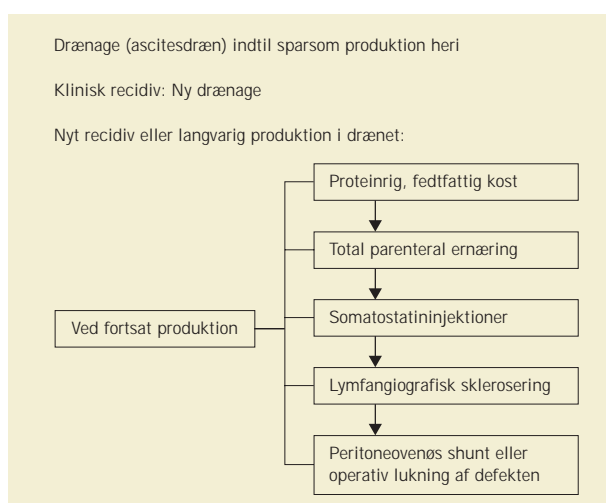 Drænage (ascitesdræn) indtil sparsom produktion heri
Klinisk recidiv: Ny drænage
Nyt recidiv eller langvarig produktion i drænet:
Proteinrig, fedtfattig kost
Total parenteral ernæring
Ved fortsat produktion
Somatostatininjektioner
Lymfangiografisk sklerosering
Peritoneovenøs shunt eller
operativ lukning af defekten